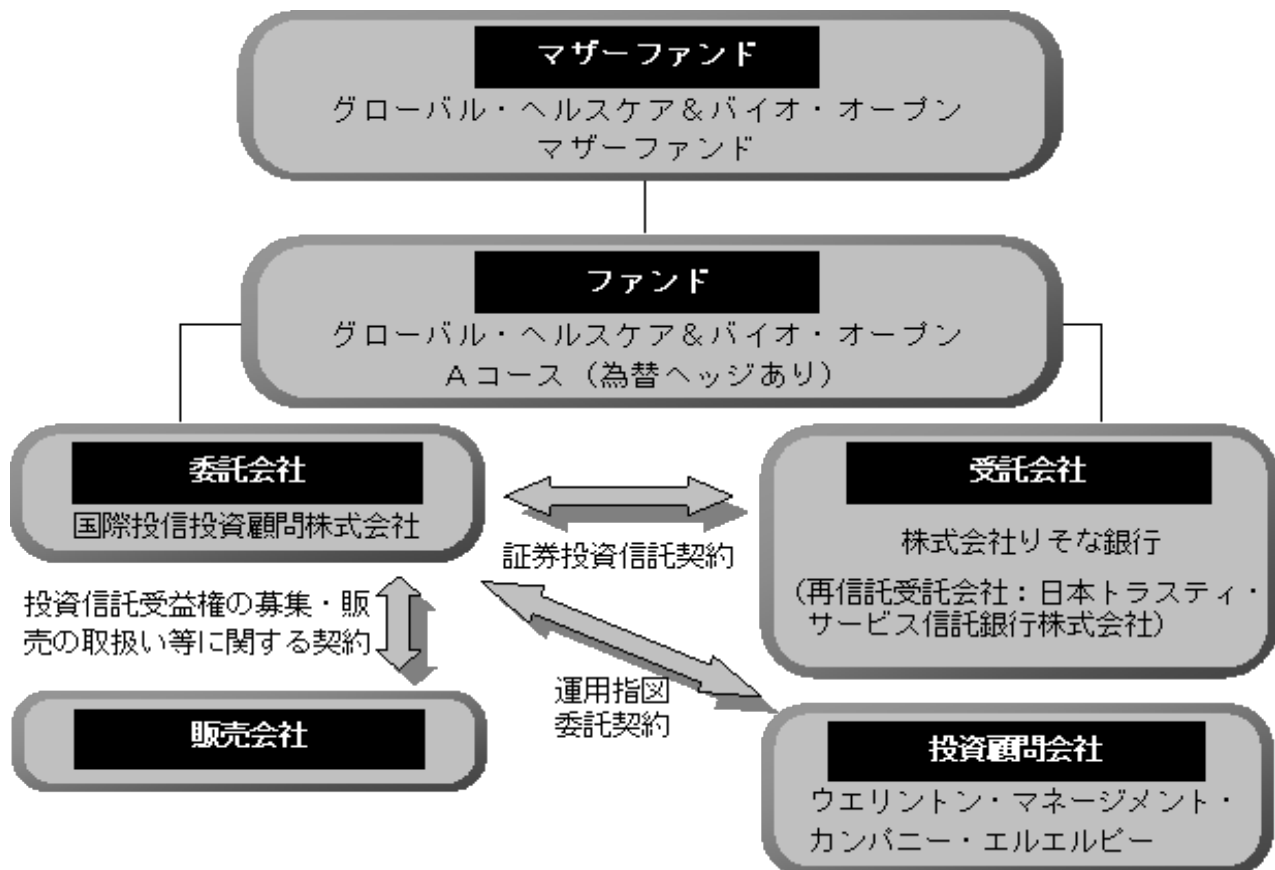 マザーファンド
グローバル・ヘルスケア&バイオ・オープン
マザーファンド
ファンド
グローバル・ヘルスケア&バイオ・オープン
Aコース（為替ヘッジあり）
委託会社
国際投信投資顧問株式会社
受託会社
株式会社りそな銀行
（再信託受託会社：日本トラスティ・
サービス信託銀行株式会社）
証券投資信託契約
投資信託受益権の募集・販
売の取扱い等に関する契約
運用指図
委託契約
販売会社
投資顧問会社
ウエリントン・マネージメント・
カンパニー・エルエルピー